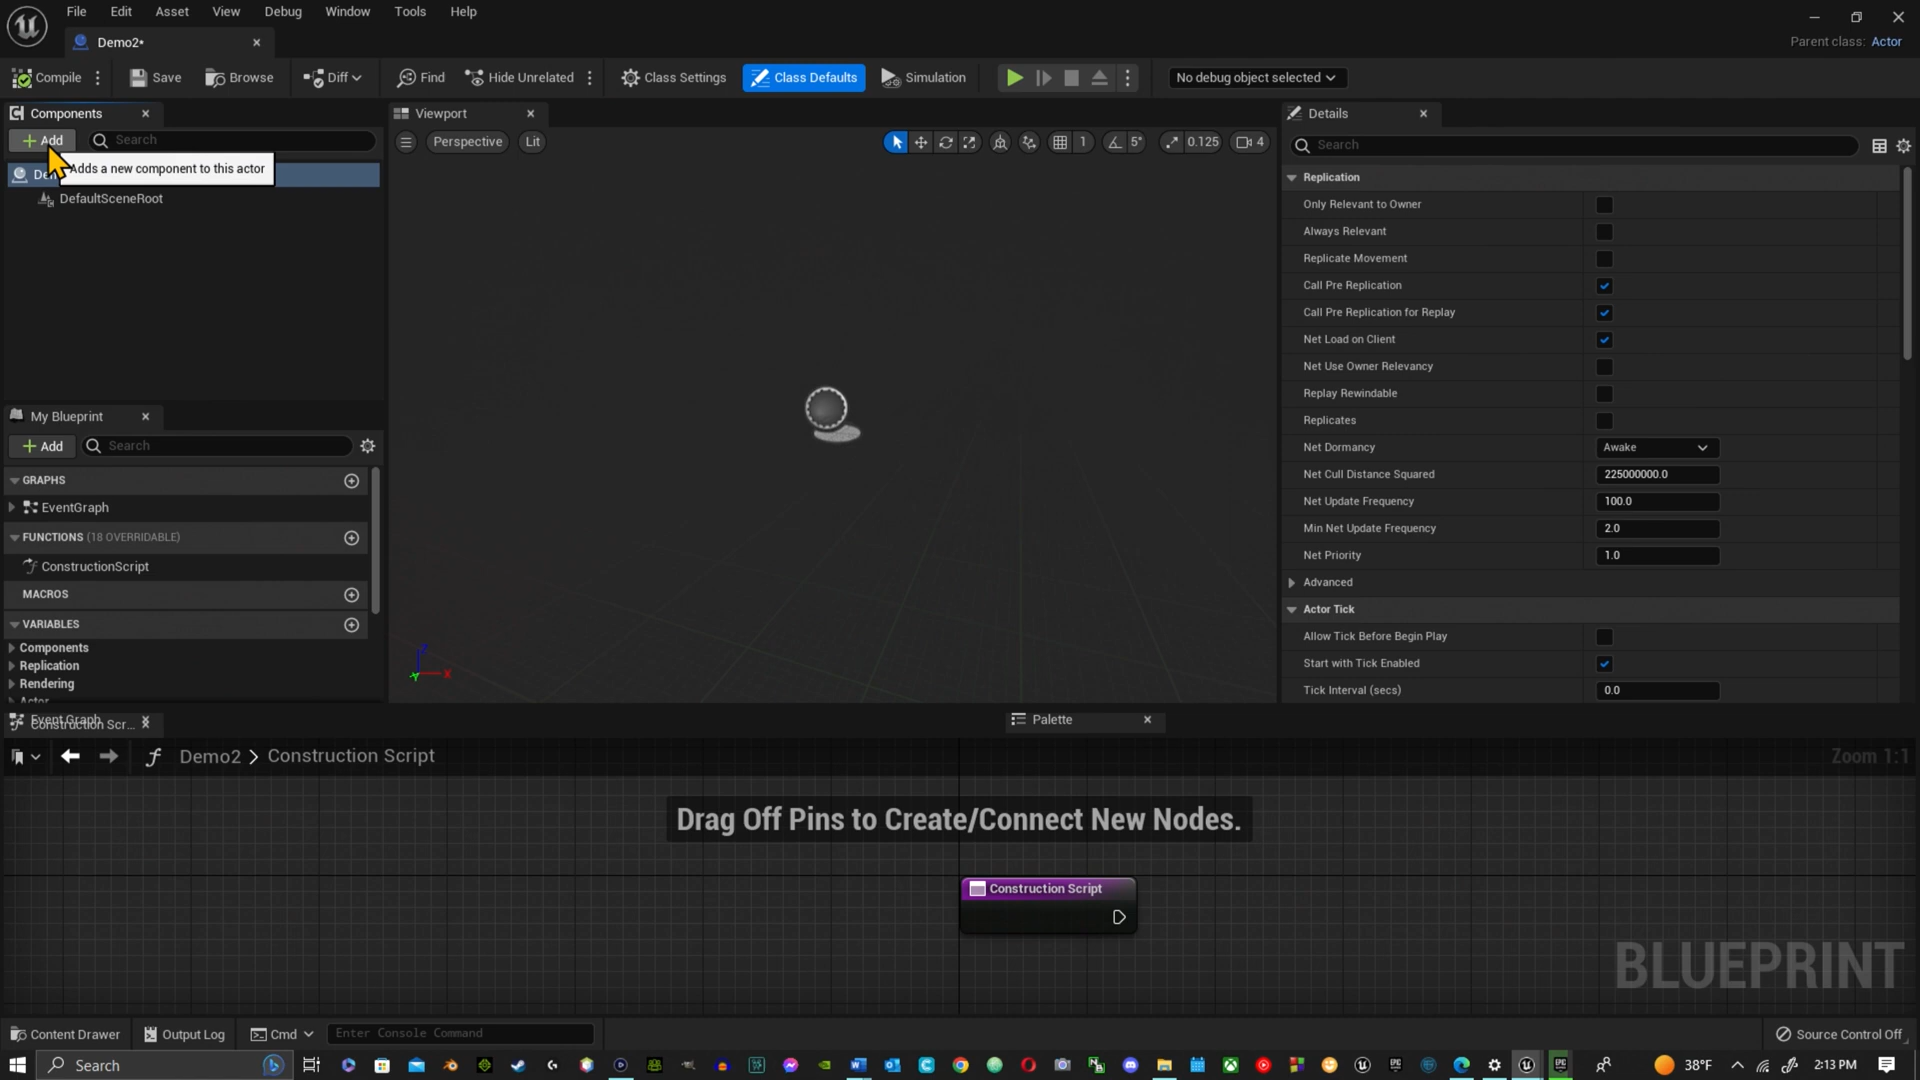 File Edit Asset View Debug Window Tools Help
Demo2*
Parent class: Actor
Compile Save Browse Diff Find Hide Unrelated Class Settings Class Defaults Simulation No debug object selected
Components
Add Search
Adds a new component to this actor
DefaultSceneRoot
My Blueprint
Add Search
GRAPHS
EventGraph
FUNCTIONS (18 OVERRIDABLE)
ConstructionScript
MACROS
VARIABLES
Components
Replication
Rendering
Actor
Viewport
Perspective Lit 1 5° 0.125 4
Z
X
Y
Details
Search
Replication
Only Relevant to Owner
Always Relevant
Replicate Movement
Call Pre Replication
Call Pre Replication for Replay
Net Load on Client
Net Use Owner Relevancy
Replay Rewindable
Replicates
Net Dormancy Awake
Net Cull Distance Squared 225000000.0
Net Update Frequency 100.0
Min Net Update Frequency 2.0
Net Priority 1.0
Advanced
Actor Tick
Allow Tick Before Begin Play
Start with Tick Enabled
Tick Interval (secs) 0.0
Event Graph
Construction Scr...
Palette
Demo2 > Construction Script
Zoom 1:1
Drag Off Pins to Create/Connect New Nodes.
Construction Script
BLUEPRINT
Content Drawer Output Log Cmd Enter Console Command Source Control Off
Search 38°F 2:13 PM